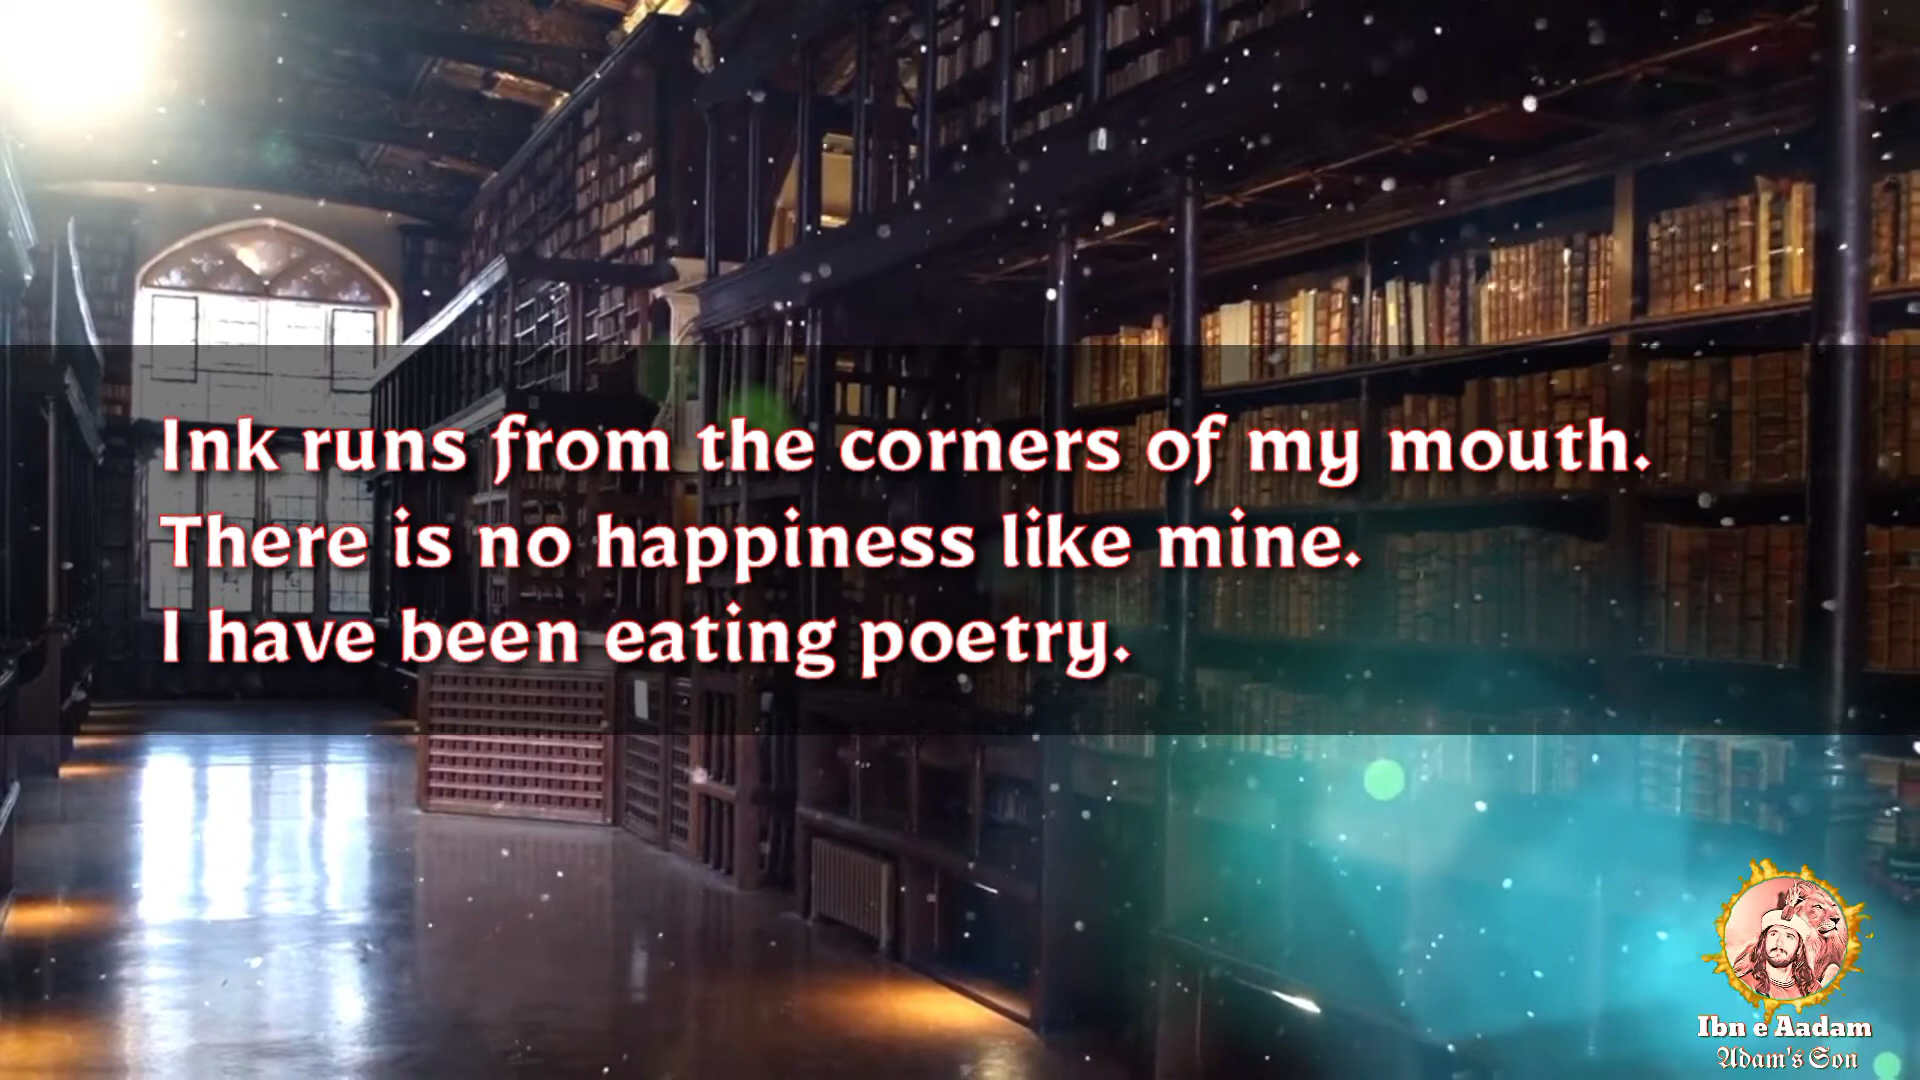 Ink runs from the corners of my mouth.
There is no happiness like mine.
I have been eating poetry.
Ibn e Aadam
Adam's Son